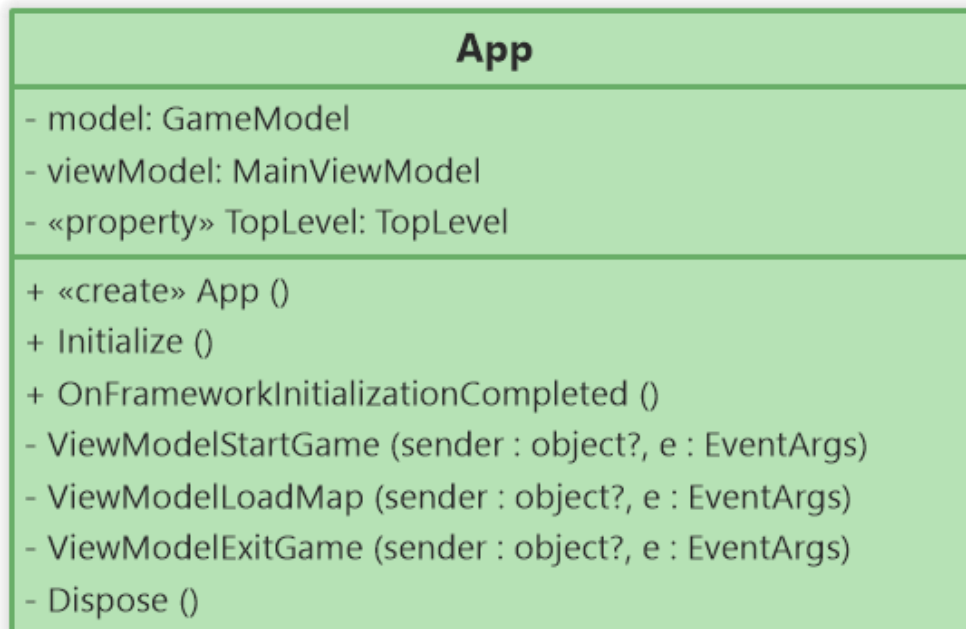 App
- model: GameModel
- viewModel: MainViewModel
- «property» TopLevel: TopLevel
+ «create» App ()
+ Initialize ()
+ OnFrameworkInitializationCompleted ()
- ViewModelStartGame (sender : object?, e : EventArgs)
- ViewModelLoadMap (sender : object?, e : EventArgs)
- ViewModelExitGame (sender : object?, e : EventArgs)
- Dispose ()